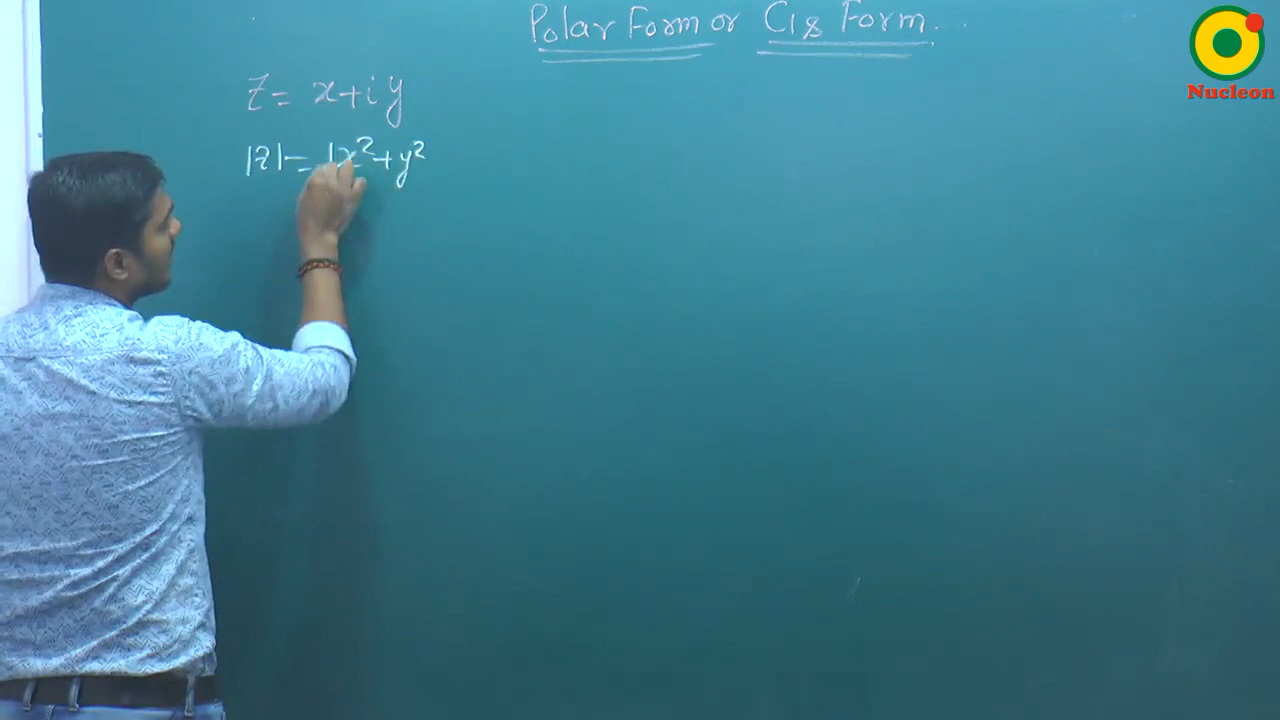 Polar Form or Cis Form.
Nucleon
z = x+iy
|z| = |x²+y²